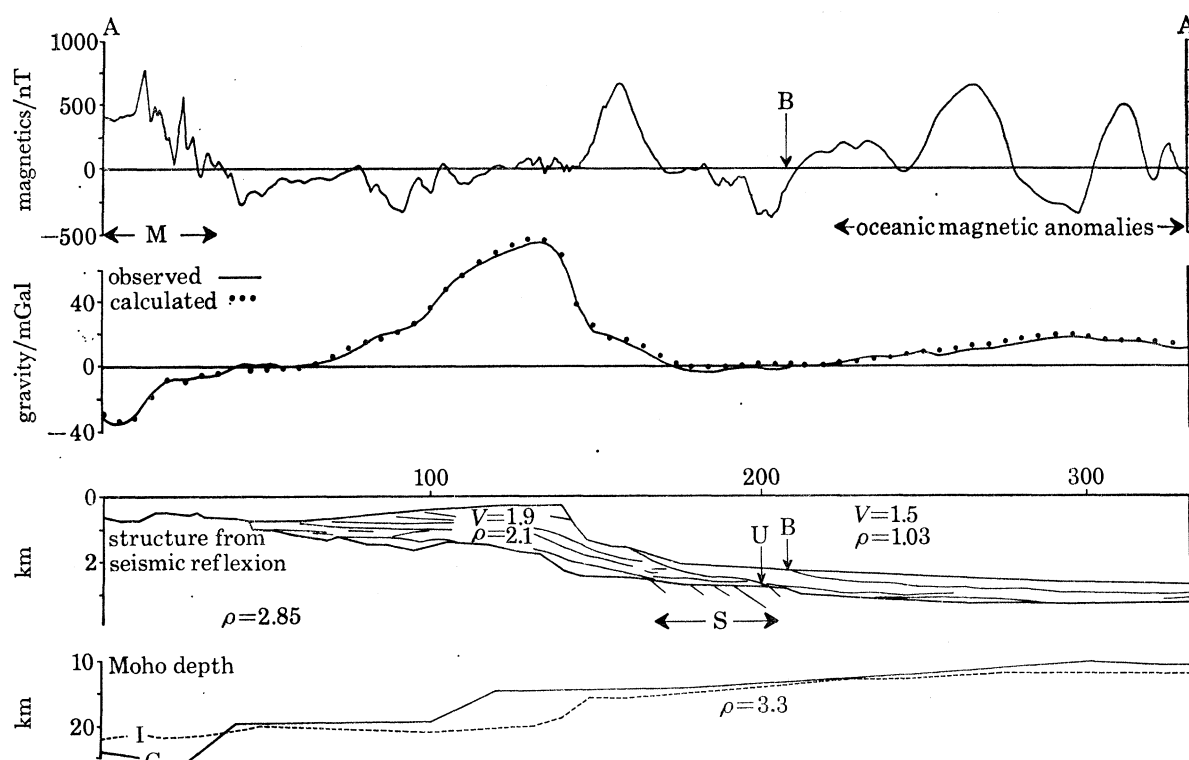 A A
1000
500
0
−500
magnetics/nT
B
M
oceanic magnetic anomalies
observed
calculated
40
0
−40
gravity/mGal
100 200 300
0
2
km
V=1.9
ρ=2.1
V=1.5
ρ=1.03
U B
structure from
seismic reflexion
S
ρ=2.85
10
20
km
Moho depth
ρ=3.3
I